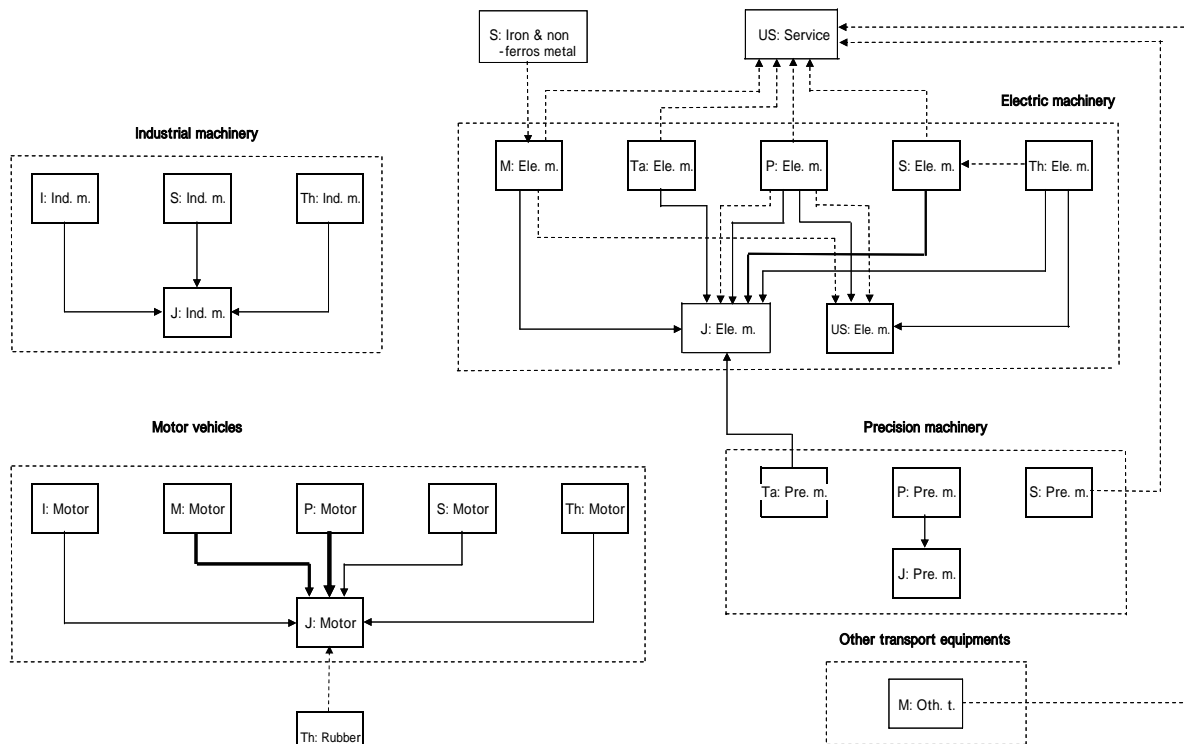 S: Iron & non
-ferros metal
US: Service
Electric machinery
Industrial machinery
M: Ele. m.
Ta: Ele. m.
P: Ele. m.
S: Ele. m.
Th: Ele. m.
I: Ind. m.
S: Ind. m.
Th: Ind. m.
J: Ind. m.
J: Ele. m.
US: Ele. m.
Motor vehicles
Precision machinery
I: Motor
M: Motor
P: Motor
S: Motor
Th: Motor
Ta: Pre. m.
P: Pre. m.
S: Pre. m.
J: Pre. m.
J: Motor
Other transport equipments
M: Oth. t.
Th: Rubber